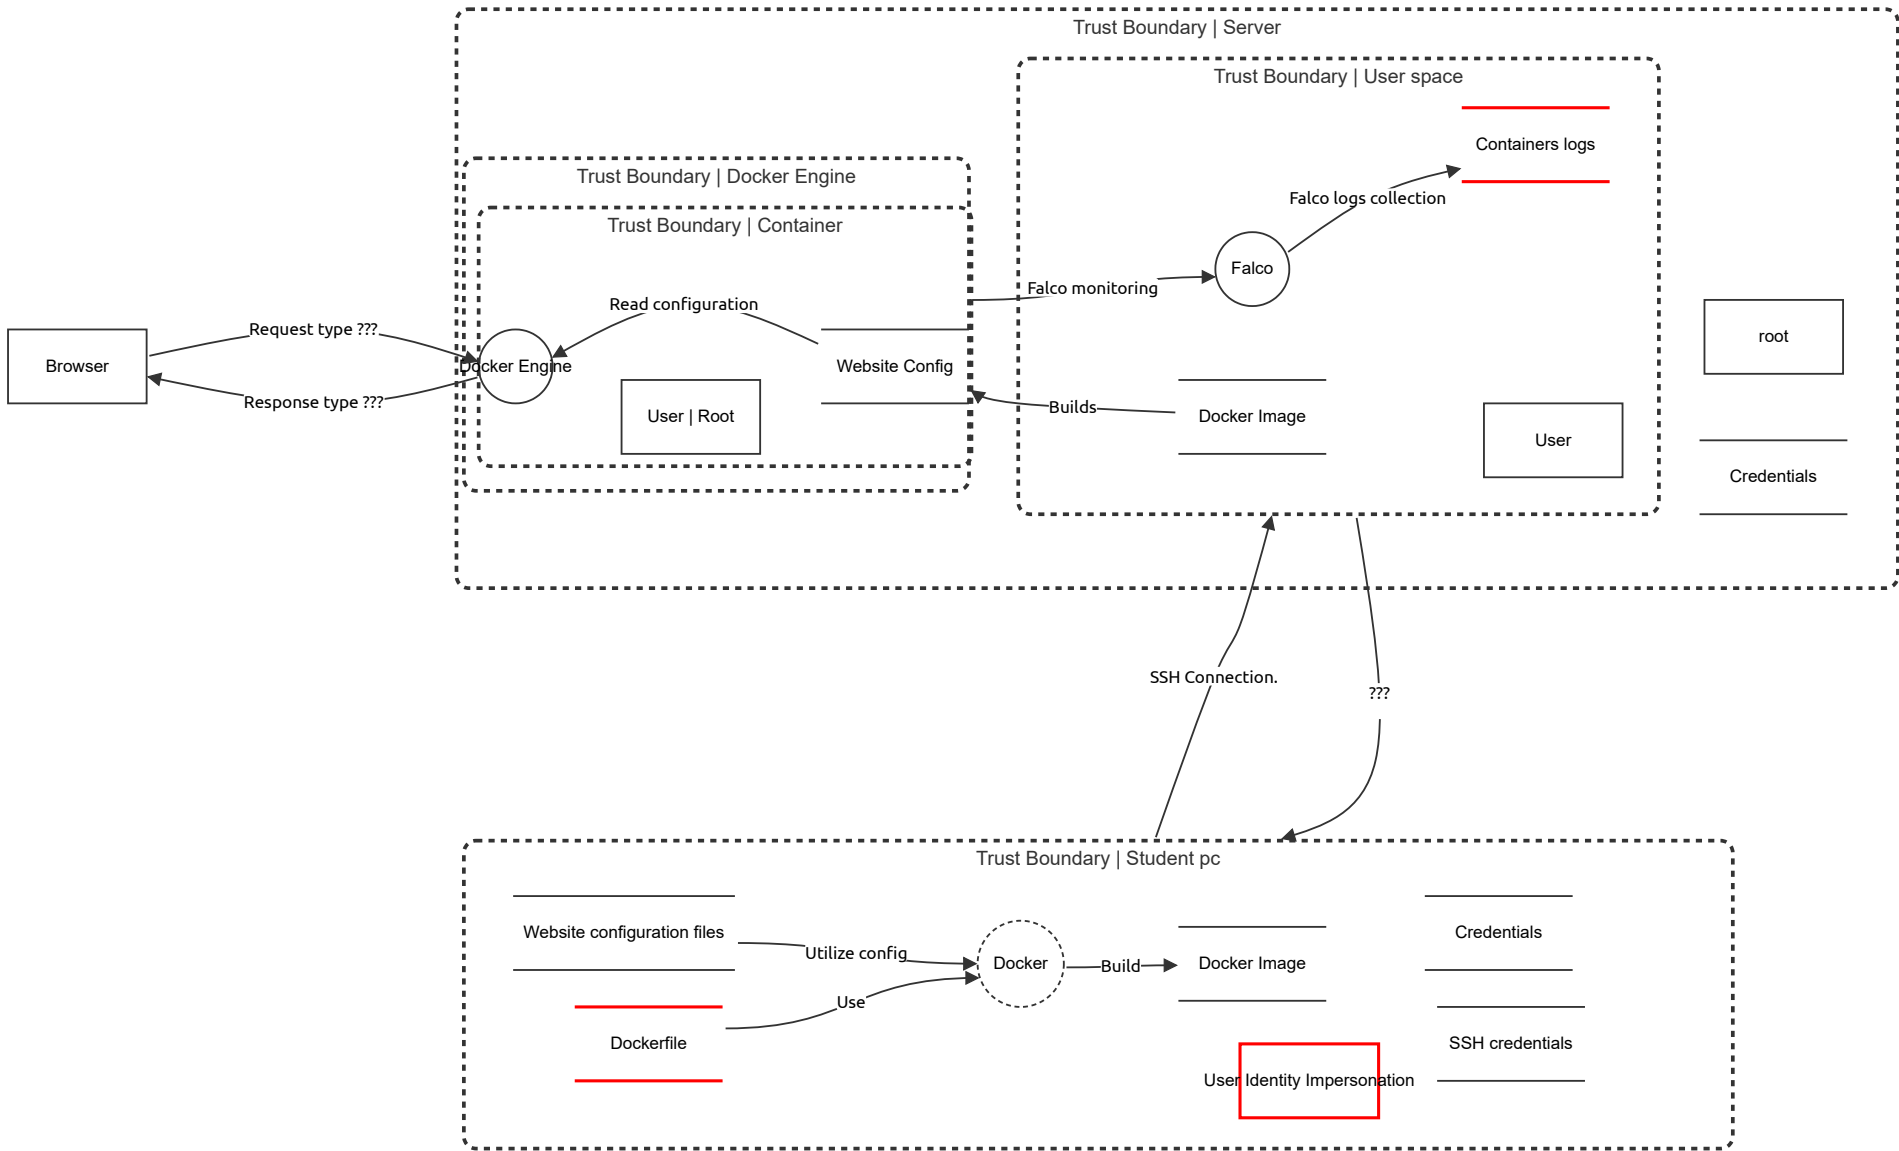 Trust Boundary | Server
Trust Boundary | User space
Containers logs
Trust Boundary | Docker Engine
Falco logs collection
Trust Boundary | Container
Falco
Falco monitoring
Read configuration
Request type ???
root
Browser
Docker Engine
Website Config
Response type ???
User | Root
Builds
Docker Image
User
Credentials
SSH Connection.
???
Trust Boundary | Student pc
Website configuration files
Credentials
Utilize config
Docker
Build
Docker Image
Use
Dockerfile
SSH credentials
User Identity Impersonation